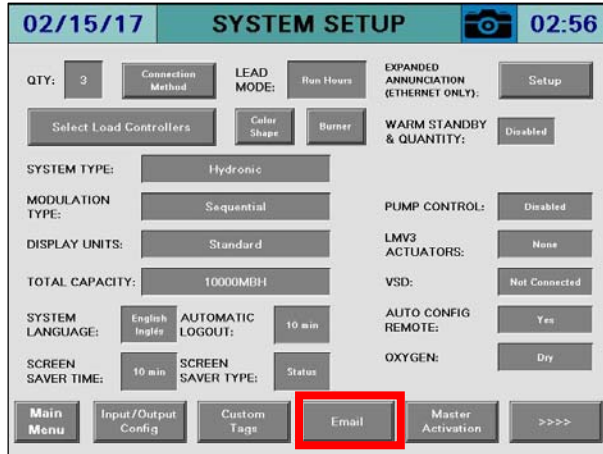 02/15/17 SYSTEM SETUP 02:56
QTY: 3 Connection Method LEAD MODE: Run Hours EXPANDED ANNUNCIATION (ETHERNET ONLY): Setup
Select Load Controllers Color Shape Burner WARM STANDBY & QUANTITY: Disabled
SYSTEM TYPE: Hydronic
MODULATION TYPE: Sequential PUMP CONTROL: Disabled
DISPLAY UNITS: Standard LMV3 ACTUATORS: None
TOTAL CAPACITY: 10000MBH VSD: Not Connected
SYSTEM LANGUAGE: English Inglés AUTOMATIC LOGOUT: 10 min AUTO CONFIG REMOTE: Yes
SCREEN SAVER TIME: 10 min SCREEN SAVER TYPE: Status OXYGEN: Dry
Main Menu Input/Output Config Custom Tags Email Master Activation >>>>